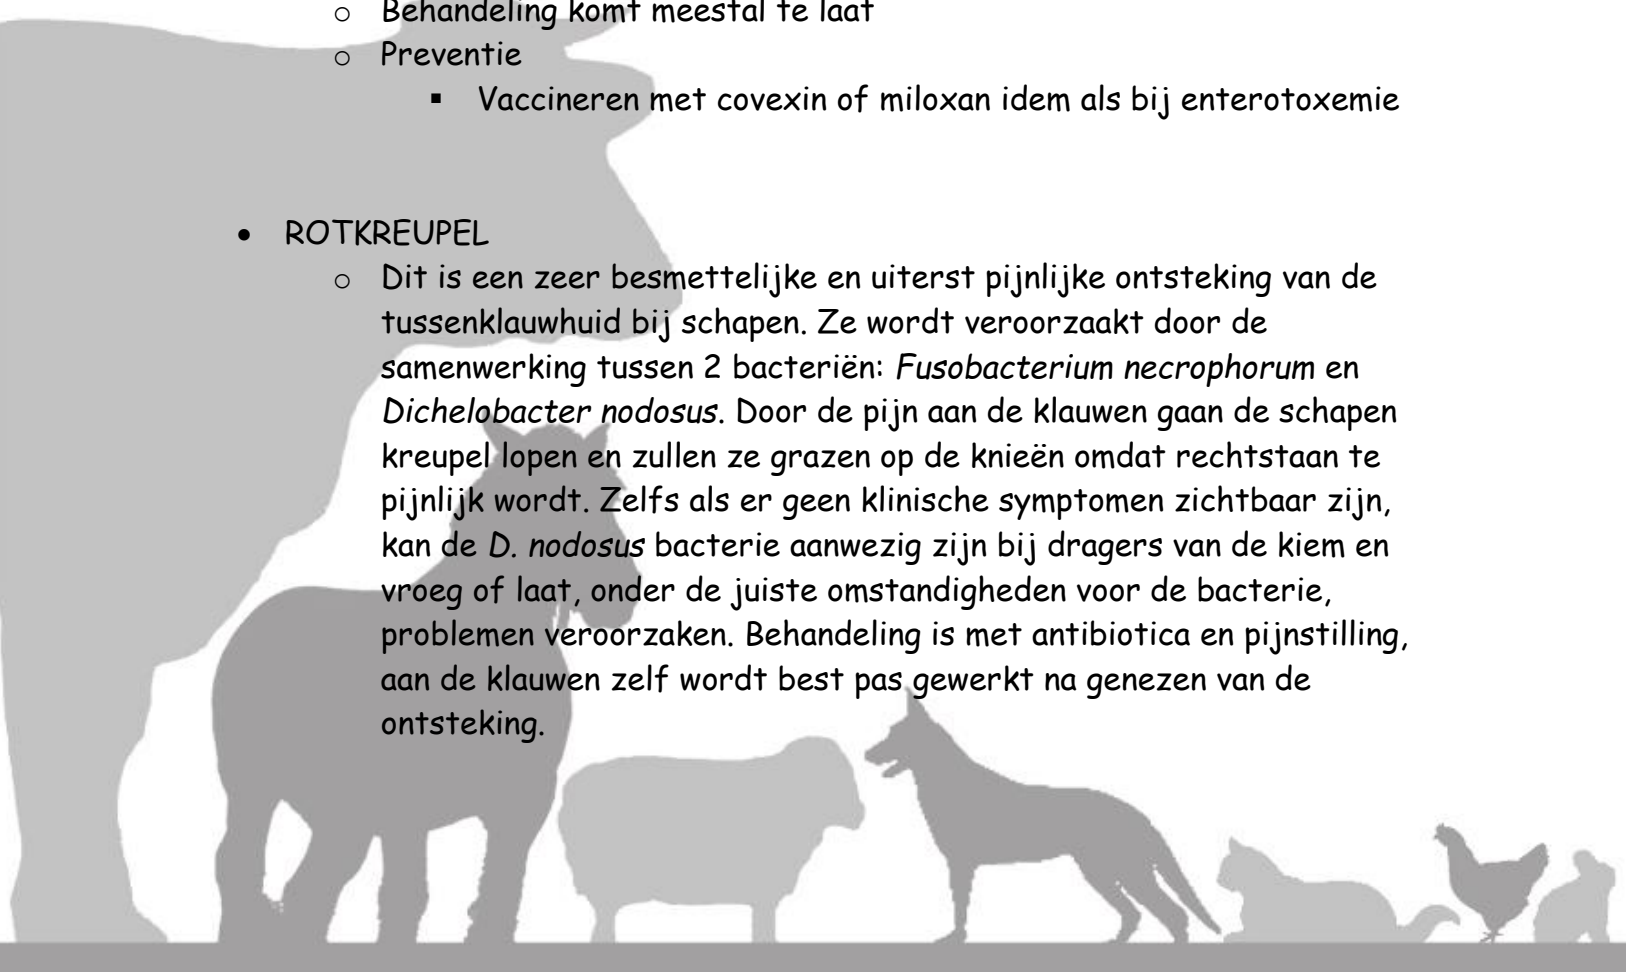 o Behandeling komt meestal te laat
o Preventie
▪ Vaccineren met covexin of miloxan idem als bij enterotoxemie
• ROTKREUPEL
o Dit is een zeer besmettelijke en uiterst pijnlijke ontsteking van de
tussenklauwhuid bij schapen. Ze wordt veroorzaakt door de
samenwerking tussen 2 bacteriën: Fusobacterium necrophorum en
Dichelobacter nodosus. Door de pijn aan de klauwen gaan de schapen
kreupel lopen en zullen ze grazen op de knieën omdat rechtstaan te
pijnlijk wordt. Zelfs als er geen klinische symptomen zichtbaar zijn,
kan de D. nodosus bacterie aanwezig zijn bij dragers van de kiem en
vroeg of laat, onder de juiste omstandigheden voor de bacterie,
problemen veroorzaken. Behandeling is met antibiotica en pijnstilling,
aan de klauwen zelf wordt best pas gewerkt na genezen van de
ontsteking.